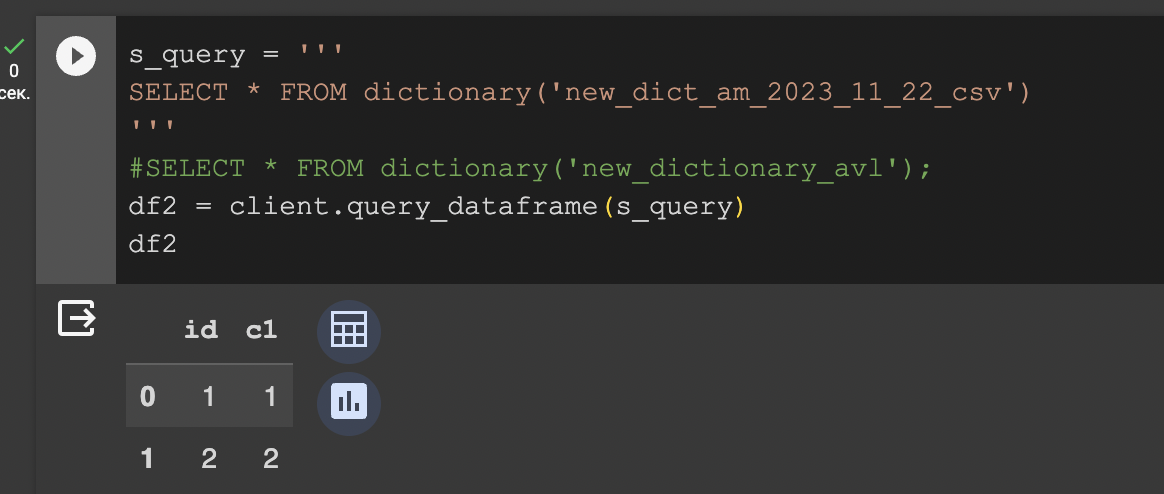 s_query = '''
SELECT * FROM dictionary('new_dict_am_2023_11_22_csv')
'''
#SELECT * FROM dictionary('new_dictionary_avl');
df2 = client.query_dataframe(s_query)
df2
0
сек.
id c1
0 1 1
1 2 2